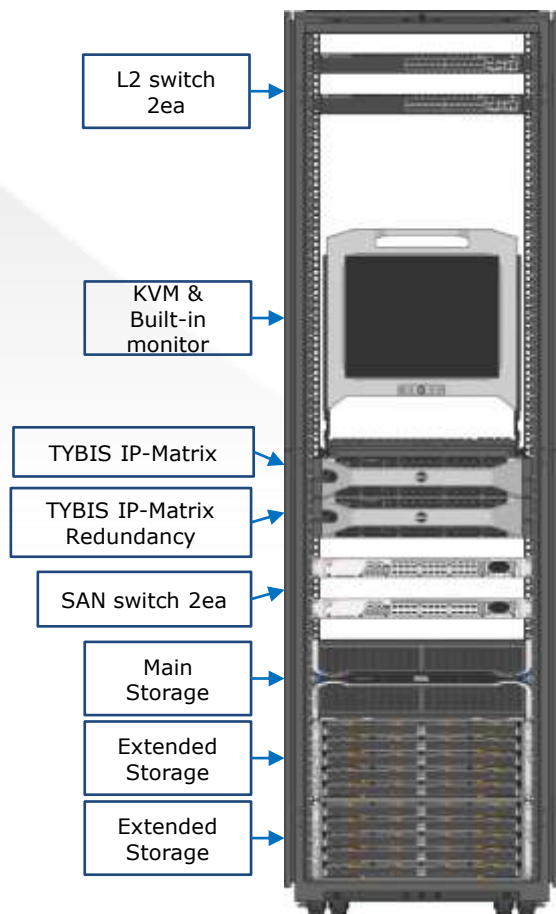 L2 switch
2ea
KVM &
Built-in
monitor
TYBIS IP-Matrix
TYBIS IP-Matrix
Redundancy
SAN switch 2ea
Main
Storage
Extended
Storage
Extended
Storage